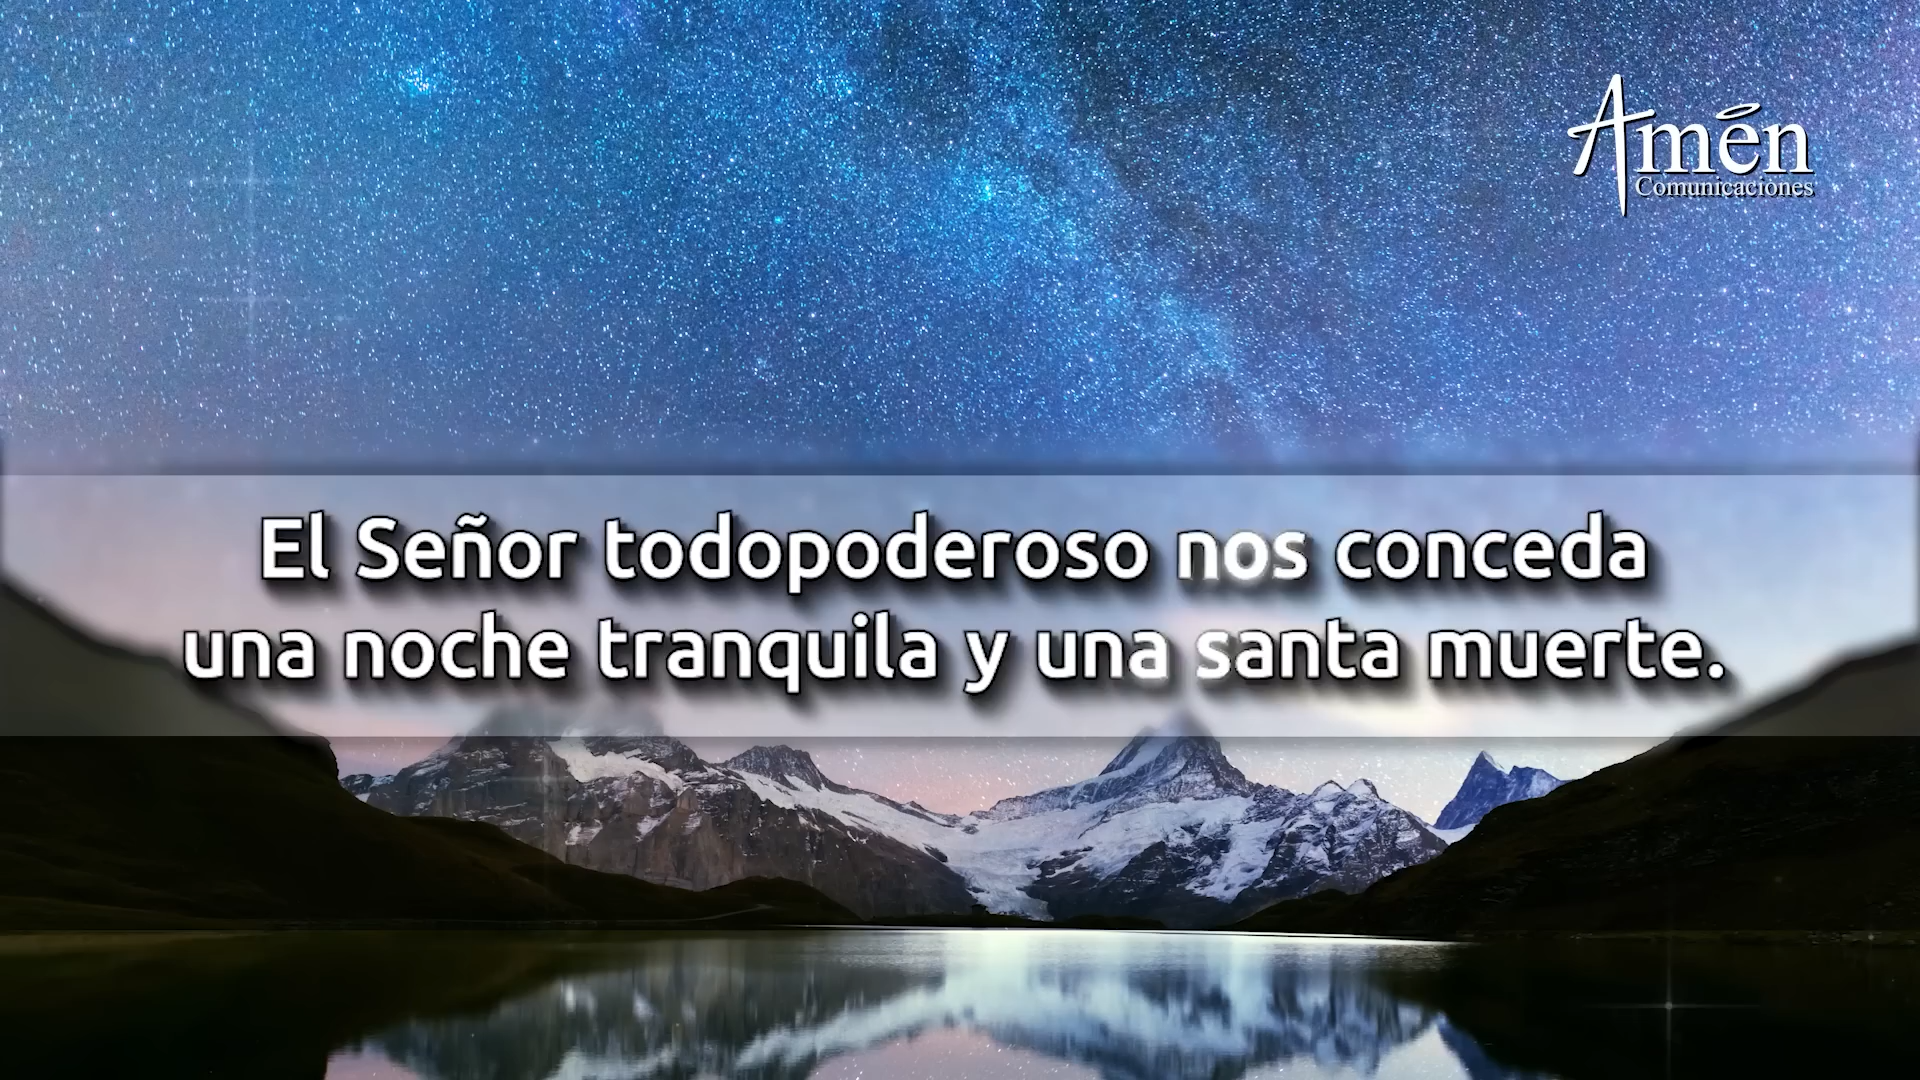 Amén
Comunicaciones
El Señor todopoderoso nos conceda
una noche tranquila y una santa muerte.